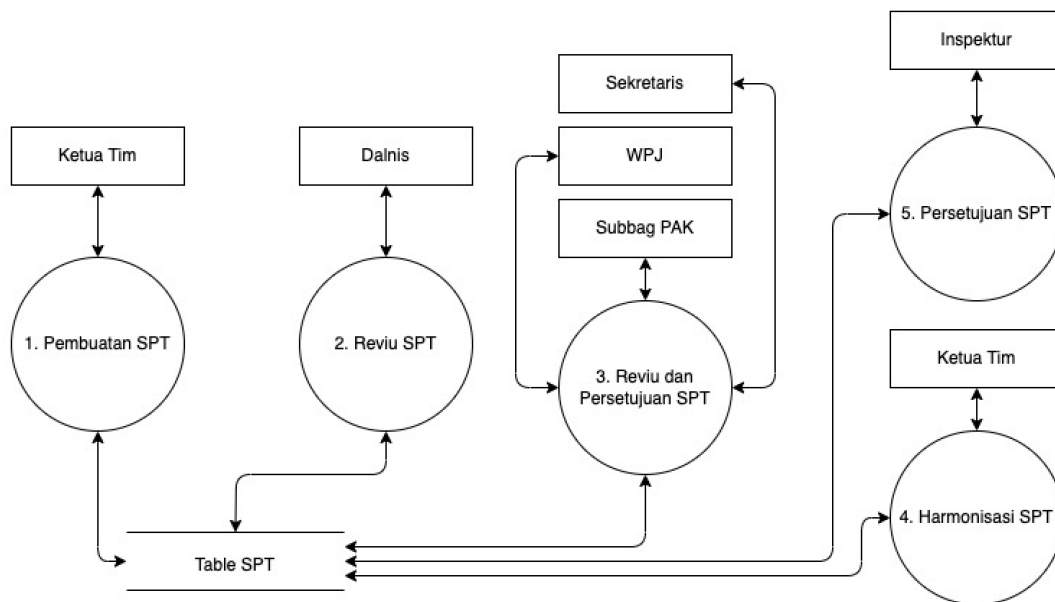 Inspektur
Sekretaris
Ketua Tim
Dalnis
WPJ
Subbag PAK
5. Persetujuan SPT
1. Pembuatan SPT
2. Reviu SPT
3. Reviu dan
Persetujuan SPT
Ketua Tim
4. Harmonisasi SPT
Table SPT